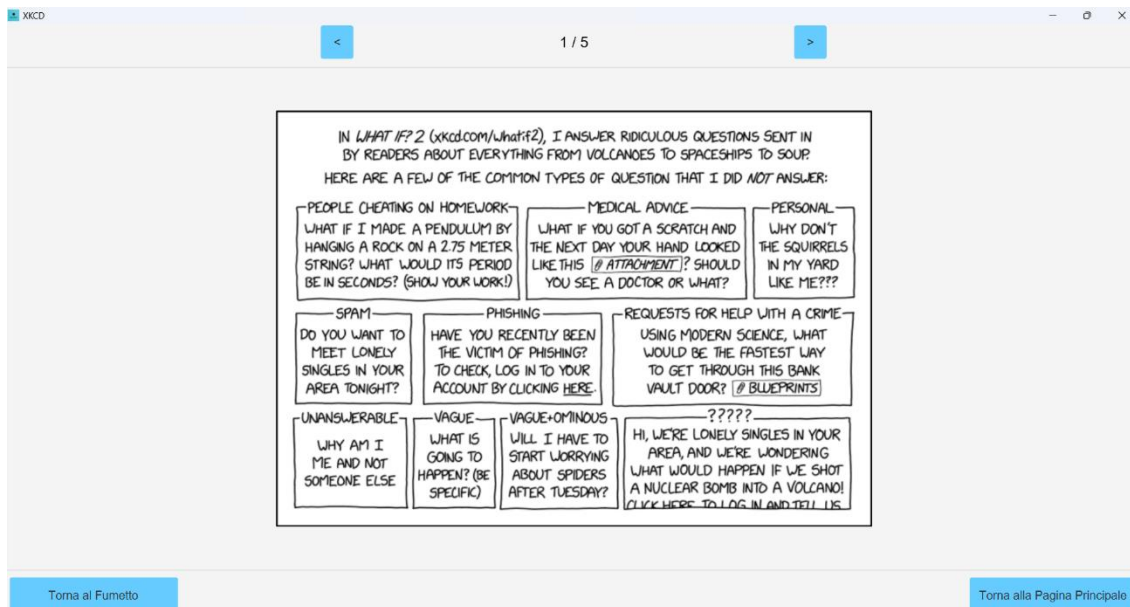 XKCD
<
1 / 5
>
IN WHAT IF? 2 (xkcd.com/whatif2), I ANSWER RIDICULOUS QUESTIONS SENT IN
BY READERS ABOUT EVERYTHING FROM VOLCANOES TO SPACESHIPS TO SOUP.
HERE ARE A FEW OF THE COMMON TYPES OF QUESTION THAT I DID NOT ANSWER:
PEOPLE CHEATING ON HOMEWORK
WHAT IF I MADE A PENDULUM BY
HANGING A ROCK ON A 2.75 METER
STRING? WHAT WOULD ITS PERIOD
BE IN SECONDS? (SHOW YOUR WORK!)
MEDICAL ADVICE
WHAT IF YOU GOT A SCRATCH AND
THE NEXT DAY YOUR HAND LOOKED
LIKE THIS ATTACHMENT? SHOULD
YOU SEE A DOCTOR OR WHAT?
PERSONAL
WHY DON'T
THE SQUIRRELS
IN MY YARD
LIKE ME???
SPAM
DO YOU WANT TO
MEET LONELY
SINGLES IN YOUR
AREA TONIGHT?
PHISHING
HAVE YOU RECENTLY BEEN
THE VICTIM OF PHISHING?
TO CHECK, LOG IN TO YOUR
ACCOUNT BY CLICKING HERE.
REQUESTS FOR HELP WITH A CRIME
USING MODERN SCIENCE, WHAT
WOULD BE THE FASTEST WAY
TO GET THROUGH THIS BANK
VAULT DOOR? BLUEPRINTS
UNANSWERABLE
WHY AM I
ME AND NOT
SOMEONE ELSE
VAGUE
WHAT IS
GOING TO
HAPPEN? (BE
SPECIFIC)
VAGUE+OMINOUS
WILL I HAVE TO
START WORRYING
ABOUT SPIDERS
AFTER TUESDAY?
?????
HI, WE'RE LONELY SINGLES IN YOUR
AREA, AND WE'RE WONDERING
WHAT WOULD HAPPEN IF WE SHOT
A NUCLEAR BOMB INTO A VOLCANO!
CLICK HERE TO LOG IN AND TELL US
Torna al Fumetto
Torna alla Pagina Principale